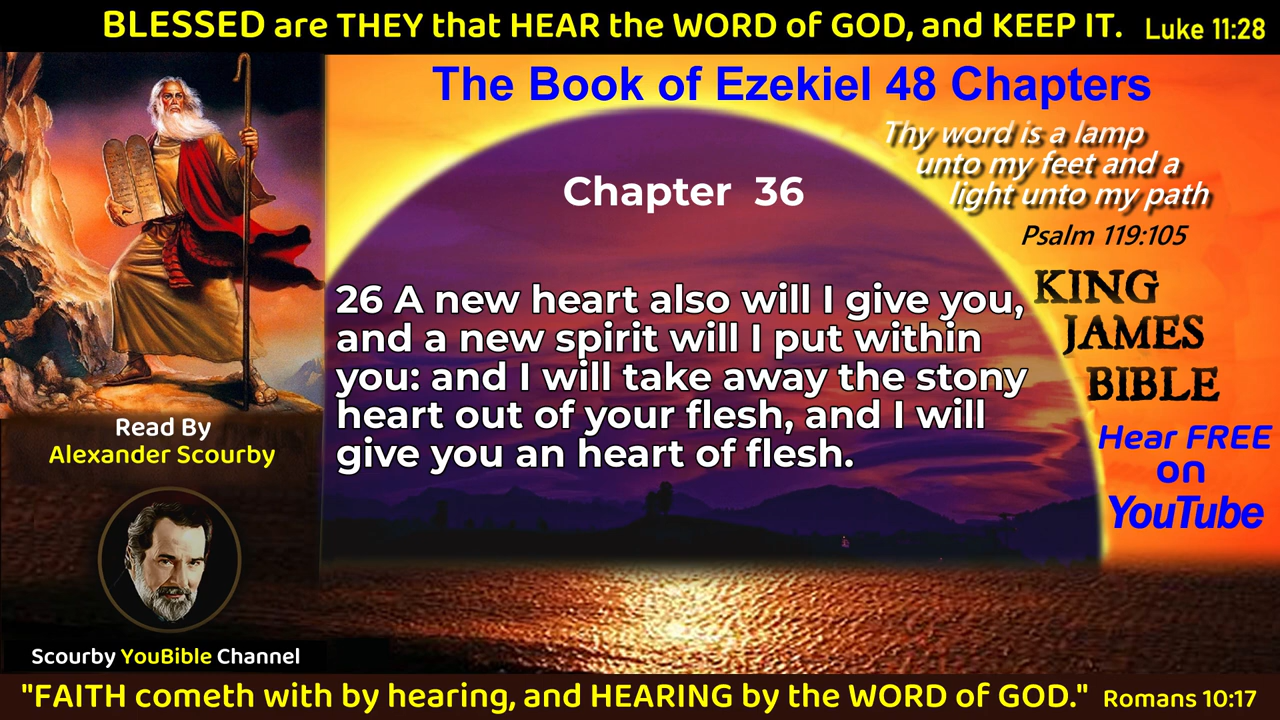 BLESSED are THEY that HEAR the WORD of GOD, and KEEP IT. Luke 11:28
The Book of Ezekiel 48 Chapters
Thy word is a lamp
unto my feet and a
light unto my path
Psalm 119:105
Chapter 36
26 A new heart also will I give you,
and a new spirit will I put within
you: and I will take away the stony
heart out of your flesh, and I will
give you an heart of flesh.
KING
JAMES
BIBLE
Hear FREE
on
YouTube
Read By
Alexander Scourby
Scourby YouBible Channel
"FAITH cometh with by hearing, and HEARING by the WORD of GOD." Romans 10:17